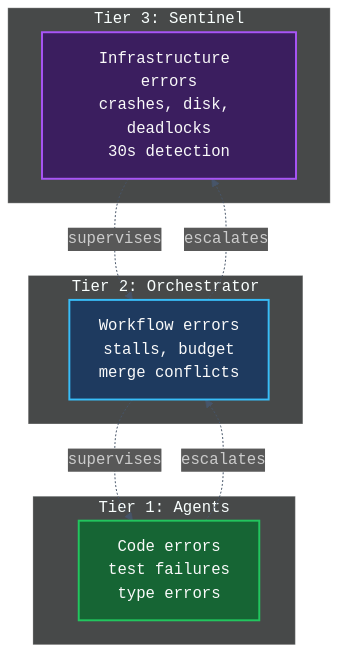 Tier 3: Sentinel
Infrastructure
errors
crashes, disk,
deadlocks
30s detection
supervises
escalates
Tier 2: Orchestrator
Workflow errors
stalls, budget
merge conflicts
supervises
escalates
Tier 1: Agents
Code errors
test failures
type errors